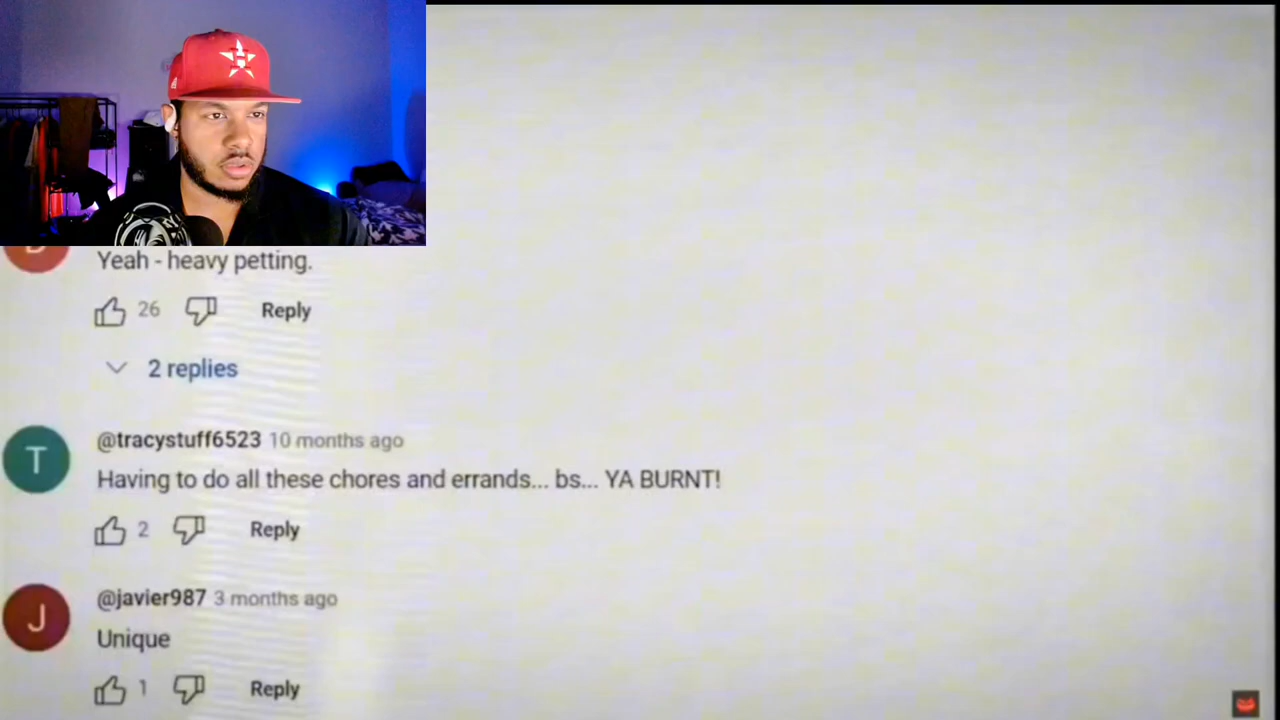 Yeah - heavy petting.
26
Reply
2 replies
T
@tracystuff6523 10 months ago
Having to do all these chores and errands... bs... YA BURNT!
2
Reply
J
@javier987 3 months ago
Unique
1
Reply